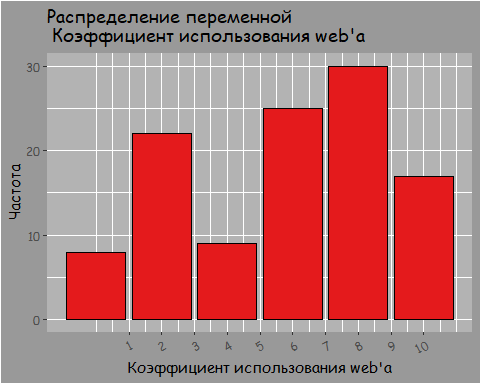 Распределение переменной
Коэффициент использования web'а
Частота
30
20
10
0
1 2 3 4 5 6 7 8 9 10
Коэффициент использования web'а